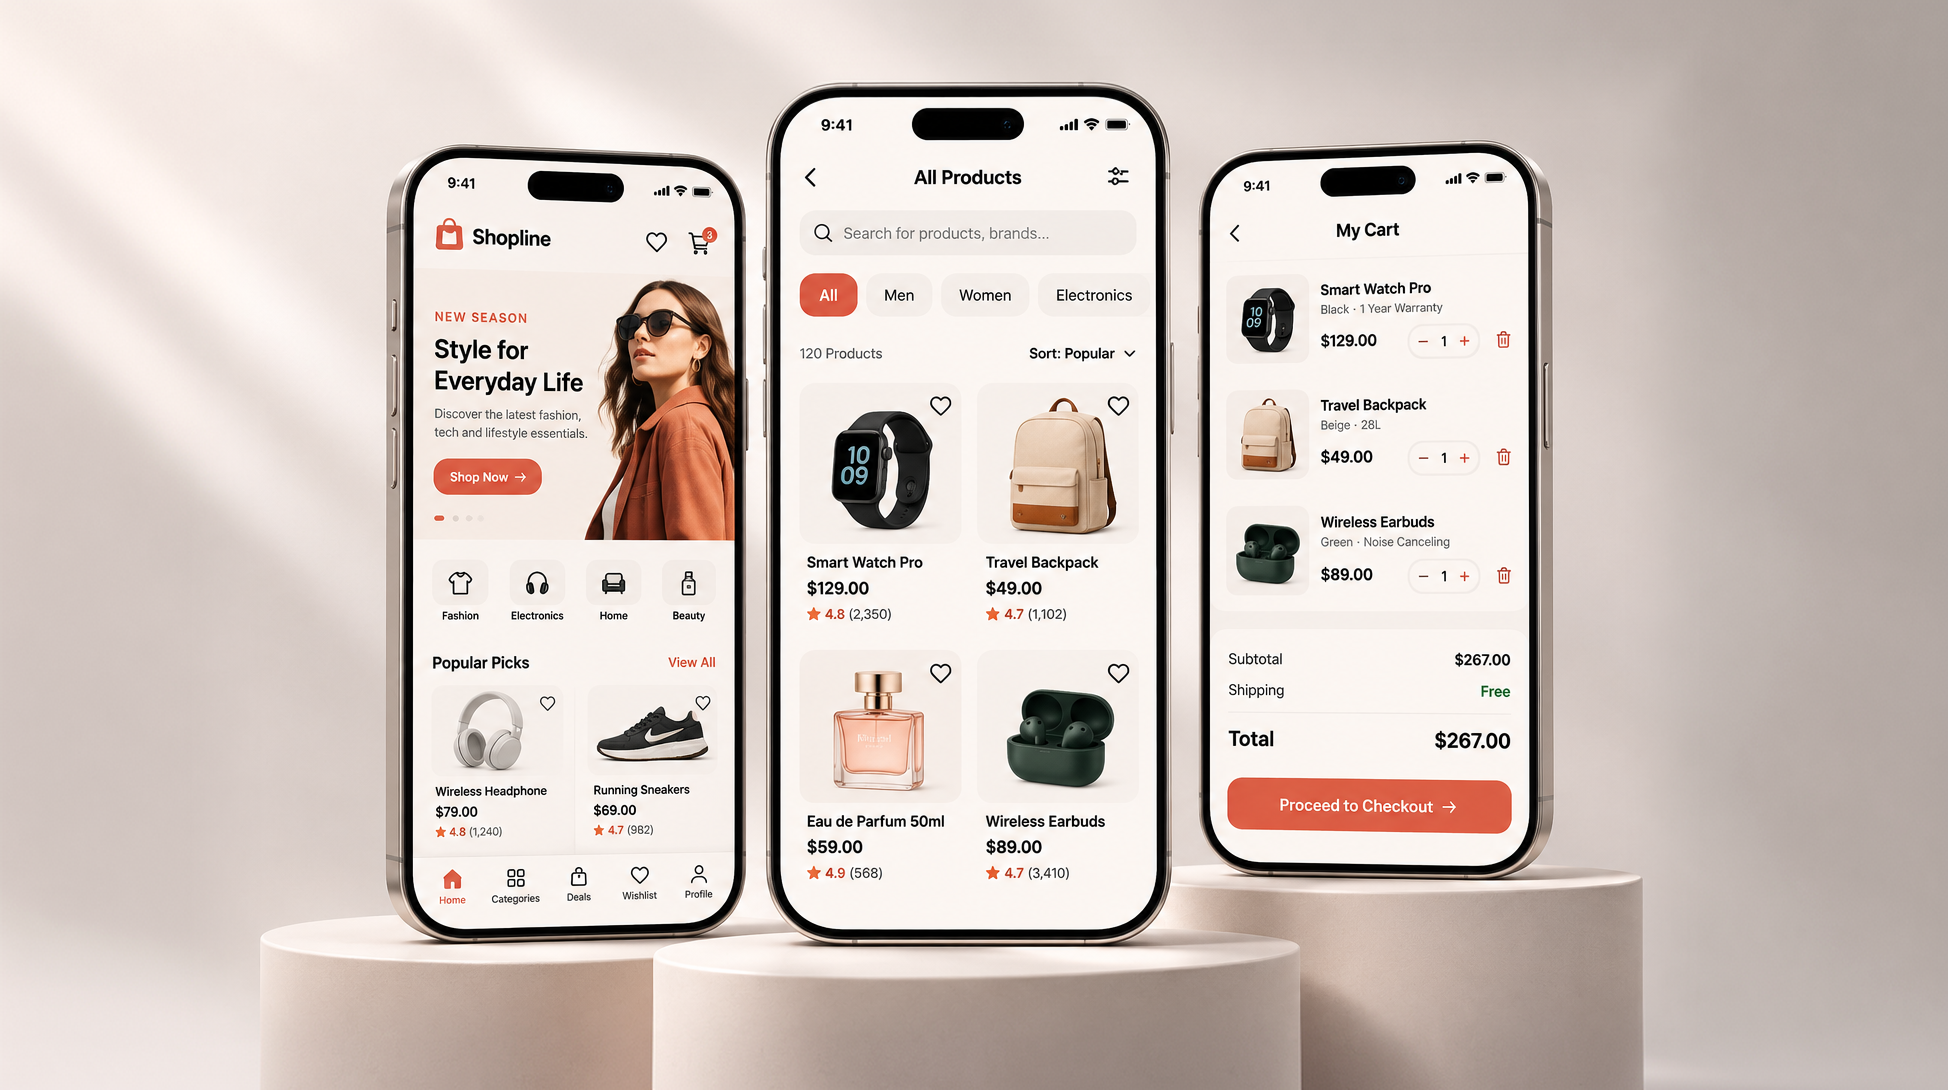 9:41
Shopline
3
NEW SEASON
Style for
Everyday Life
Discover the latest fashion,
tech and lifestyle essentials.
Shop Now →
Fashion
Electronics
Home
Beauty
Popular Picks
View All
Wireless Headphone
$79.00
4.8 (1,240)
Running Sneakers
$69.00
4.7 (982)
Home
Categories
Deals
Wishlist
Profile
9:41
All Products
Search for products, brands...
All
Men
Women
Electronics
120 Products
Sort: Popular
10
09
Smart Watch Pro
$129.00
4.8 (2,350)
Travel Backpack
$49.00
4.7 (1,102)
Eau de Parfum 50ml
$59.00
4.9 (568)
Wireless Earbuds
$89.00
4.7 (3,410)
9:41
My Cart
10
09
Smart Watch Pro
Black · 1 Year Warranty
$129.00
− 1 +
Travel Backpack
Beige · 28L
$49.00
− 1 +
Wireless Earbuds
Green · Noise Canceling
$89.00
− 1 +
Subtotal
$267.00
Shipping
Free
Total
$267.00
Proceed to Checkout →